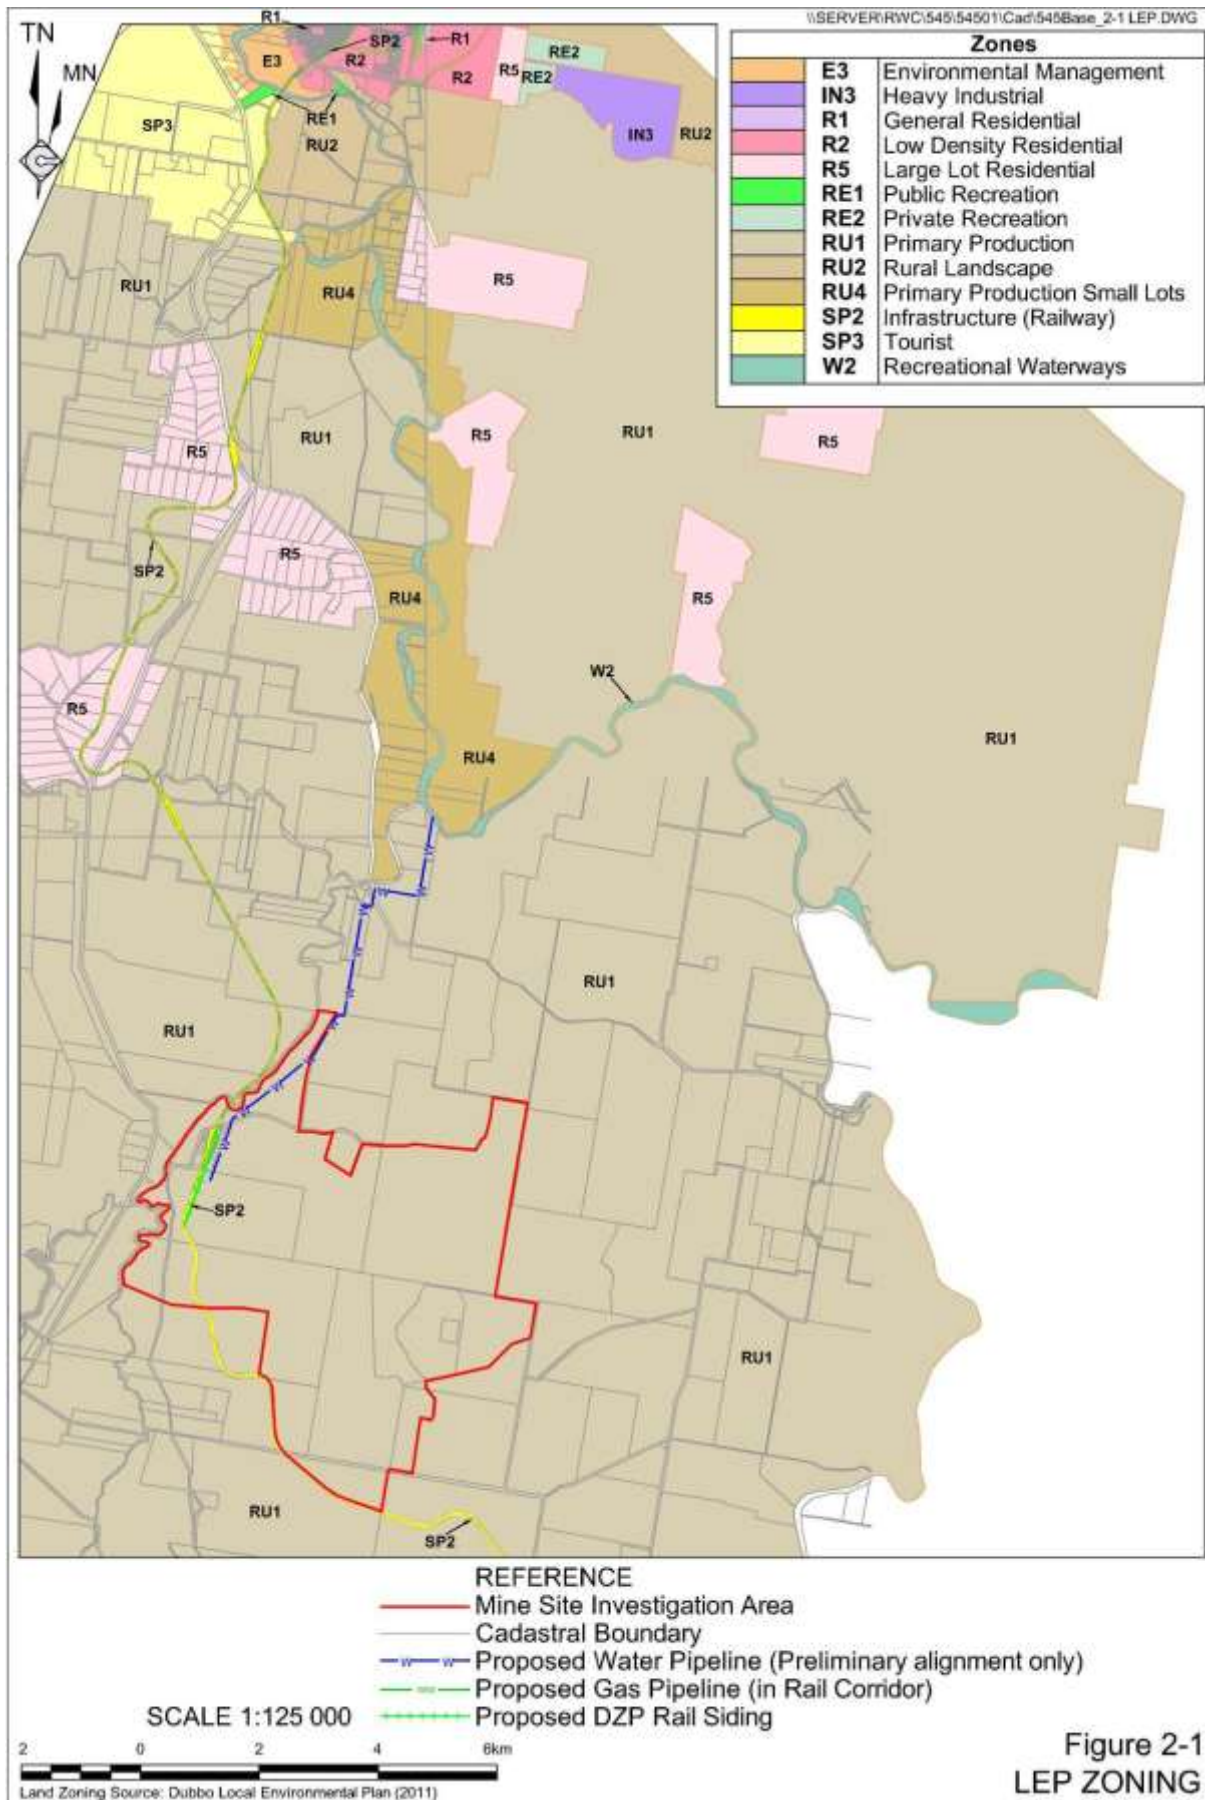 \\SERVER\RWC\545\54501\Cad\545Base_2-1 LEP.DWG
TN
MN
Zones
E3 Environmental Management
IN3 Heavy Industrial
R1 General Residential
R2 Low Density Residential
R5 Large Lot Residential
RE1 Public Recreation
RE2 Private Recreation
RU1 Primary Production
RU2 Rural Landscape
RU4 Primary Production Small Lots
SP2 Infrastructure (Railway)
SP3 Tourist
W2 Recreational Waterways
R1
SP2
R1
E3
R2
R2
R5
RE2
RE2
RE1
SP3
RU2
IN3
RU2
RU1
RU4
R5
R5
RU1
R5
RU1
R5
R5
SP2
RU4
R5
W2
R5
RU4
RU1
W
W
W
W
W
W
RU1
RU1
W
W
W
W
SP2
RU1
RU1
SP2
REFERENCE
Mine Site Investigation Area
Cadastral Boundary
W W Proposed Water Pipeline (Preliminary alignment only)
Proposed Gas Pipeline (in Rail Corridor)
Proposed DZP Rail Siding
SCALE 1:125 000
2 0 2 4 6km
Land Zoning Source: Dubbo Local Environmental Plan (2011)
Figure 2-1
LEP ZONING